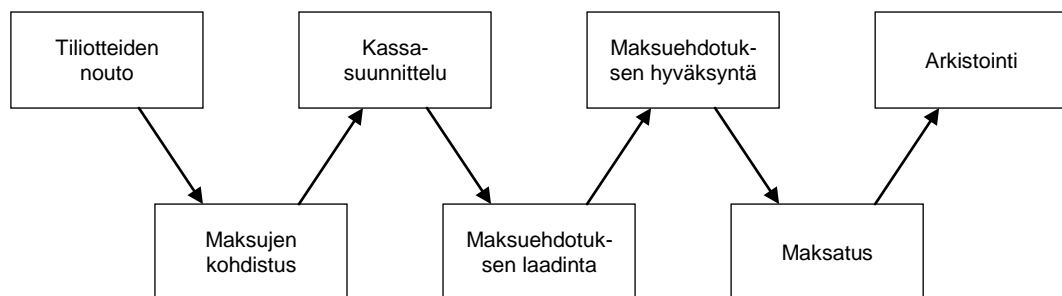 Tiliotteiden
nouto
Kassa-
suunnittelu
Maksuehdotuk-
sen hyväksyntä
Arkistointi
Maksujen
kohdistus
Maksuehdotuk-
sen laadinta
Maksatus